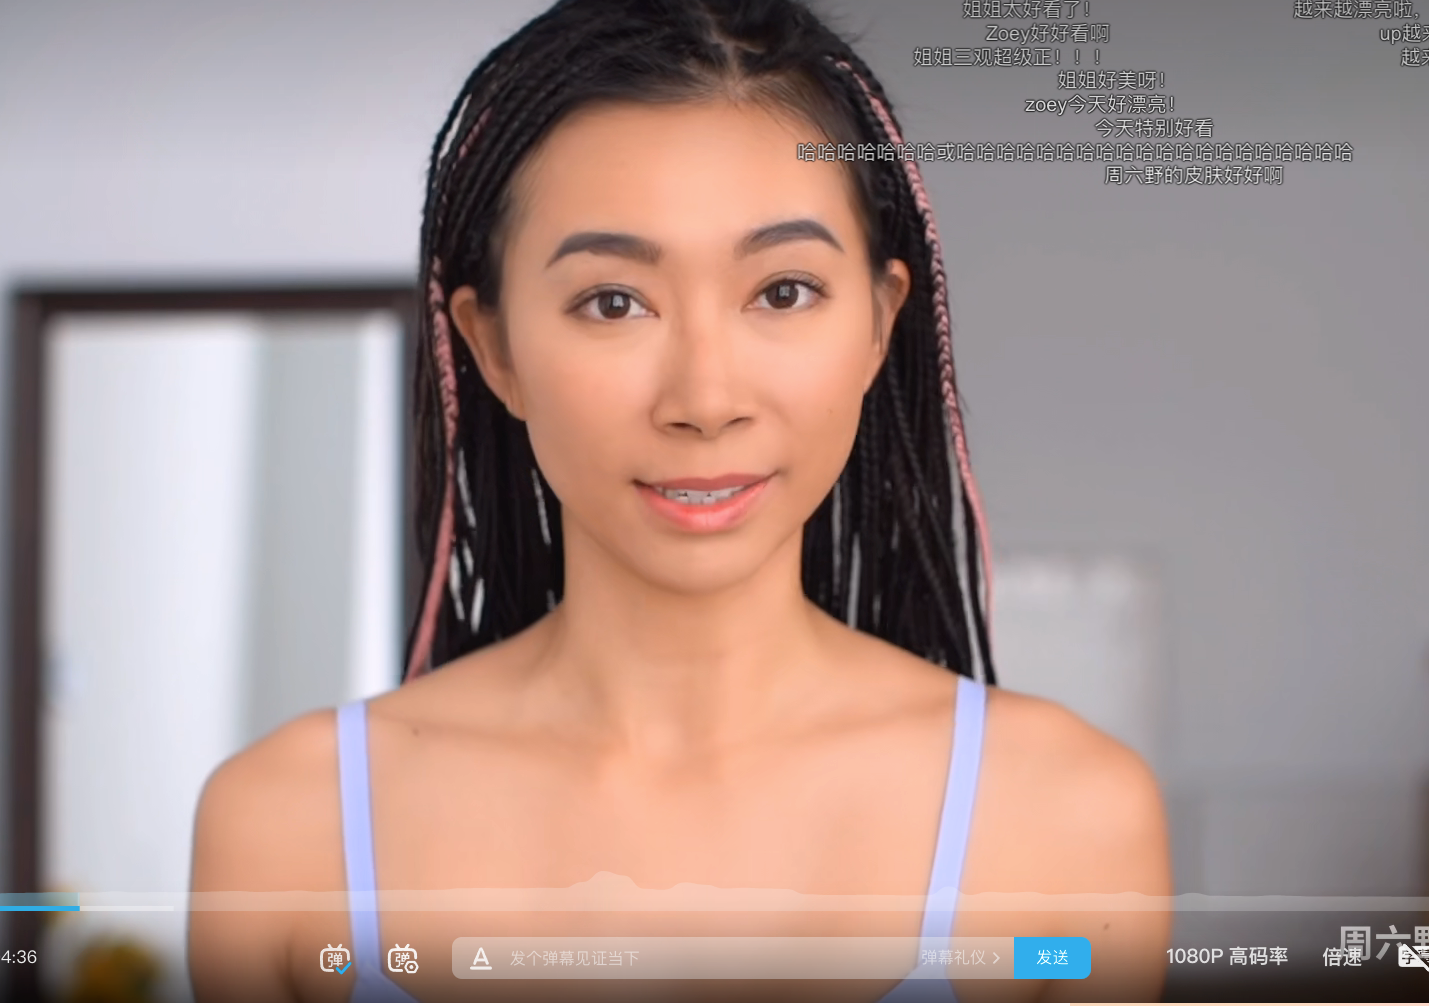 姐姐太好看了！
越来越漂亮啦，
Zoey好好看啊
up越
姐姐三观超级正！！！
越
姐姐好美呀！
zoey今天好漂亮！
今天特别好看
哈哈哈哈哈哈哈或哈哈哈哈哈哈哈哈哈哈哈哈哈哈哈哈哈哈哈哈
周六野的皮肤好好啊
周六野
4:36
弹
弹
A
发个弹幕见证当下
弹幕礼仪
发送
1080P 高码率
倍速
字